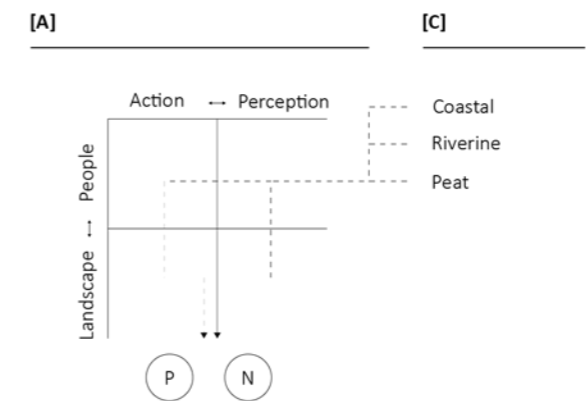 [A]
[C]
Action ↔ Perception
Coastal
Riverine
Peat
Landscape ↔ People
P
N